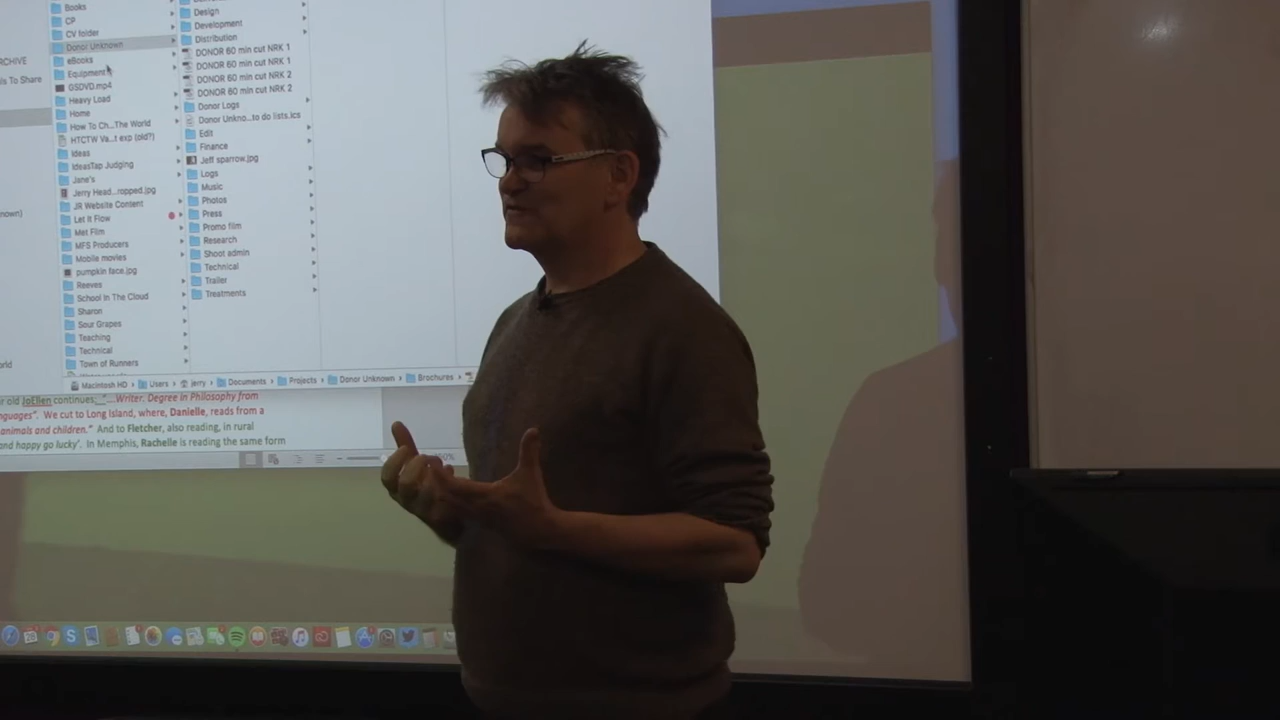 Books
CP
CV folder
Donor Unknown
eBooks
Equipment
GSDVD.mp4
Heavy Load
Home
How To Ch...The World
HTCTW Va...t exp (old?)
Ideas
IdeasTap Judging
Jane's
Jerry Head...ropped.jpg
JR Website Content
Let It Flow
Met Film
MFS Producers
Mobile movies
pumpkin face.jpg
Reeves
School In The Cloud
Sharon
Sour Grapes
Teaching
Technical
Town of Runners
ARCHIVE
ls To Share
nown)
orld
Design
Development
Distribution
DONOR 60 min cut NRK 1
DONOR 60 min cut NRK 1
DONOR 60 min cut NRK 2
DONOR 60 min cut NRK 2
Donor Logs
Donor Unkno...to do lists.ics
Edit
Finance
Jeff sparrow.jpg
Logs
Music
Photos
Press
Promo film
Research
Shoot admin
Technical
Trailer
Treatments
Macintosh HD › Users › jerry › Documents › Projects › Donor Unknown › Brochures ›
ar old JoEllen continues; "...Writer. Degree in Philosophy from
nguages". We cut to Long Island, where, Danielle, reads from a
animals and children." And to Fletcher, also reading, in rural
and happy go lucky'. In Memphis, Rachelle is reading the same form